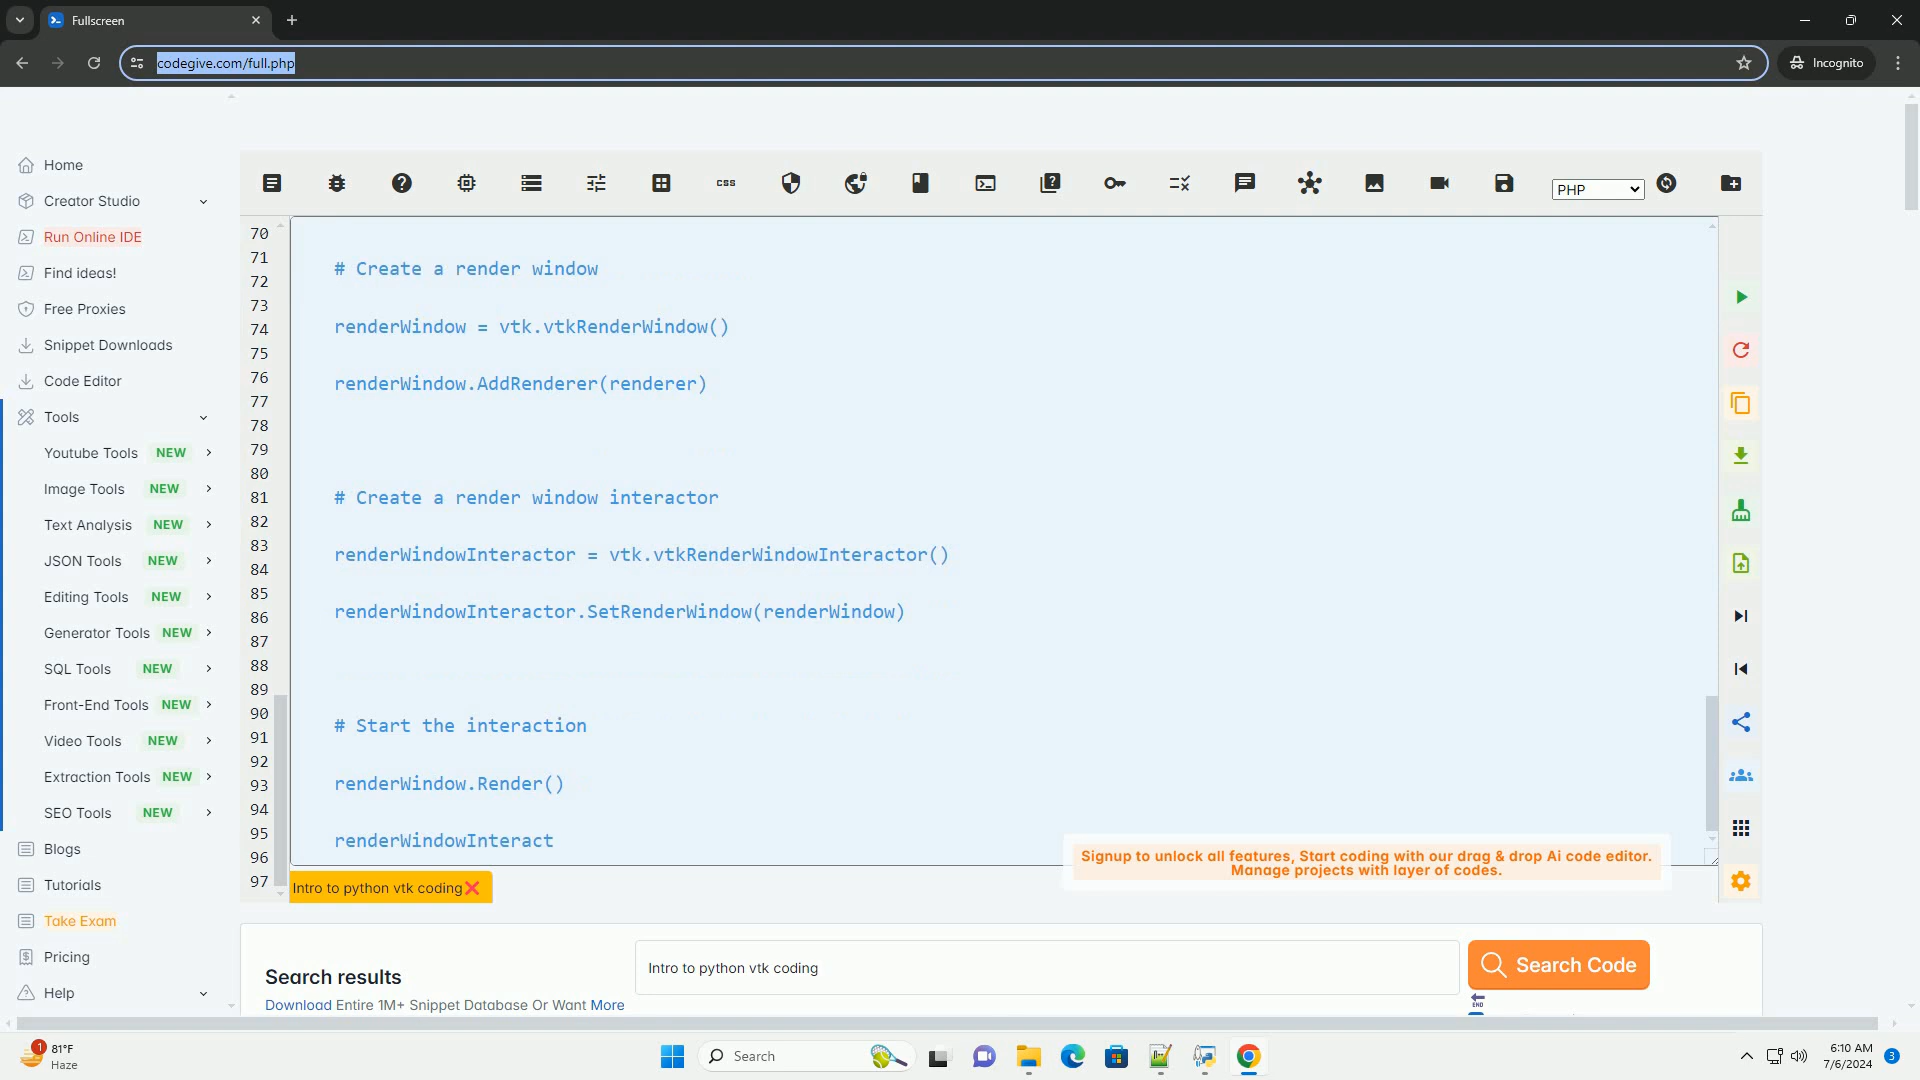 Fullscreen
codegive.com/full.php
Incognito
Home
Creator Studio
Run Online IDE
Find ideas!
Free Proxies
Snippet Downloads
Code Editor
Tools
Youtube Tools NEW
Image Tools NEW
Text Analysis NEW
JSON Tools NEW
Editing Tools NEW
Generator Tools NEW
SQL Tools NEW
Front-End Tools NEW
Video Tools NEW
Extraction Tools NEW
SEO Tools NEW
Blogs
Tutorials
Take Exam
Pricing
Help
CSS
PHP
70
71
72
73
74
75
76
77
78
79
80
81
82
83
84
85
86
87
88
89
90
91
92
93
94
95
96
97
# Create a render window
renderWindow = vtk.vtkRenderWindow()
renderWindow.AddRenderer(renderer)
# Create a render window interactor
renderWindowInteractor = vtk.vtkRenderWindowInteractor()
renderWindowInteractor.SetRenderWindow(renderWindow)
# Start the interaction
renderWindow.Render()
renderWindowInteract
Signup to unlock all features, Start coding with our drag & drop Ai code editor.
Manage projects with layer of codes.
Intro to python vtk coding
Search results
Download Entire 1M+ Snippet Database Or Want More
Intro to python vtk coding
Search Code
END
1
81°F
Haze
Search
6:10 AM
7/6/2024
3